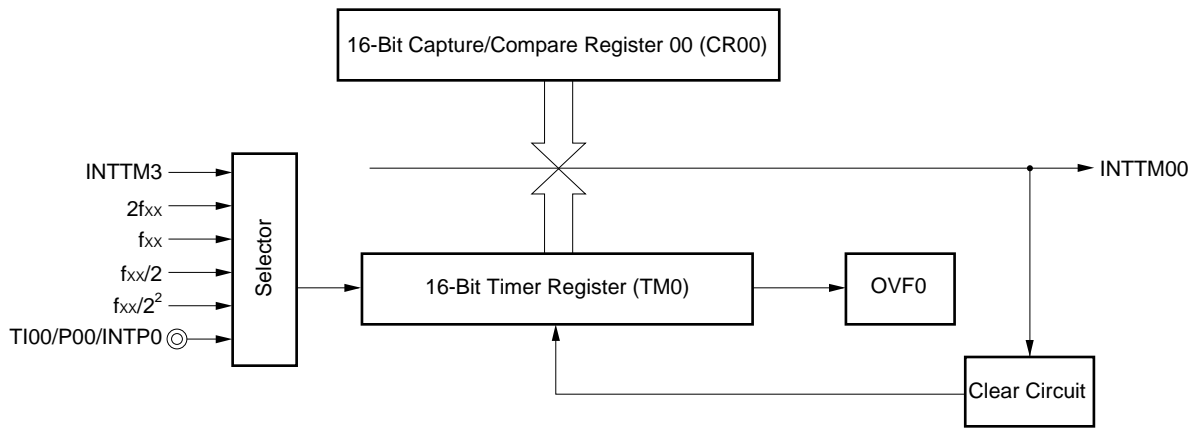 16-Bit Capture/Compare Register 00 (CR00)
INTTM3
INTTM00
2fxx
fxx
fxx/2
fxx/2²
TI00/P00/INTP0
Selector
16-Bit Timer Register (TM0)
OVF0
Clear Circuit